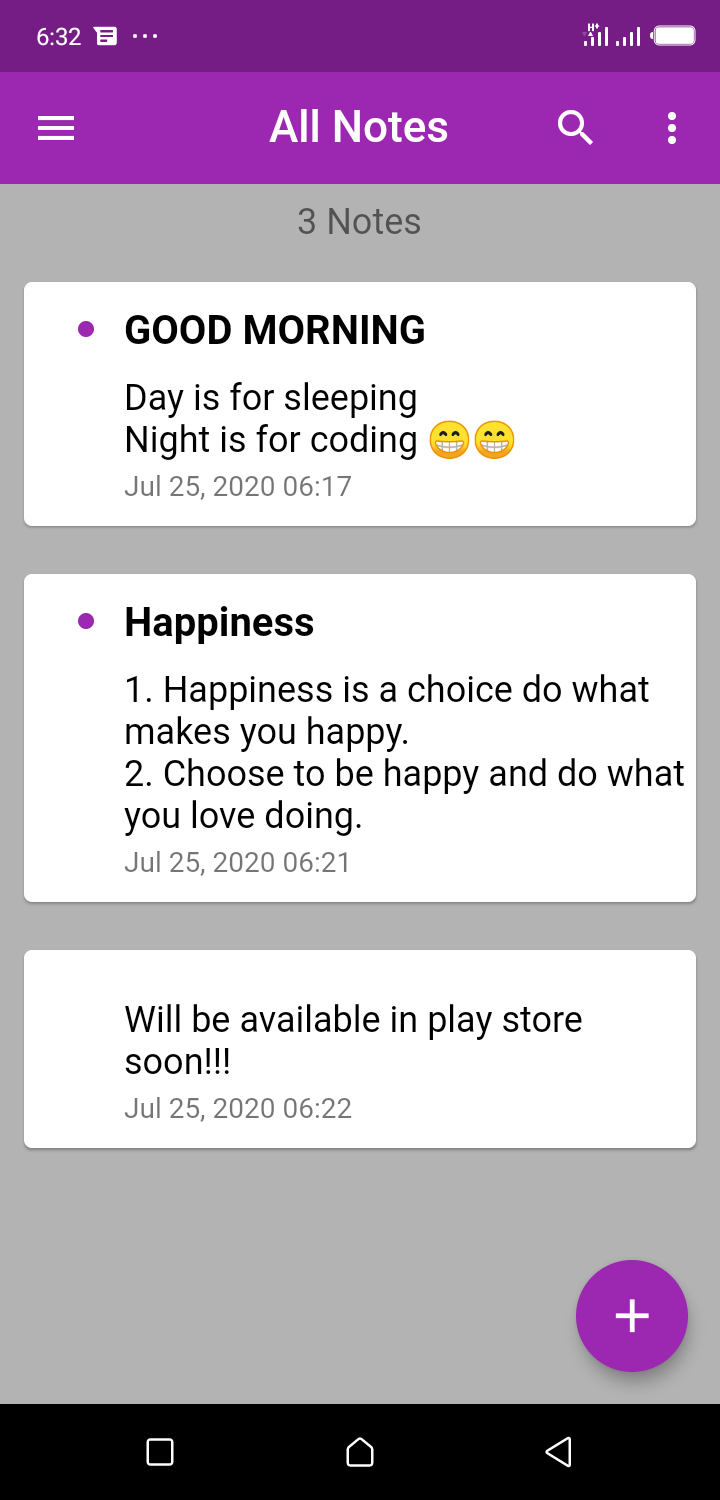 6:32
H+
All Notes
3 Notes
GOOD MORNING
Day is for sleeping
Night is for coding 😁😁
Jul 25, 2020 06:17
Happiness
1. Happiness is a choice do what
makes you happy.
2. Choose to be happy and do what
you love doing.
Jul 25, 2020 06:21
Will be available in play store
soon!!!
Jul 25, 2020 06:22